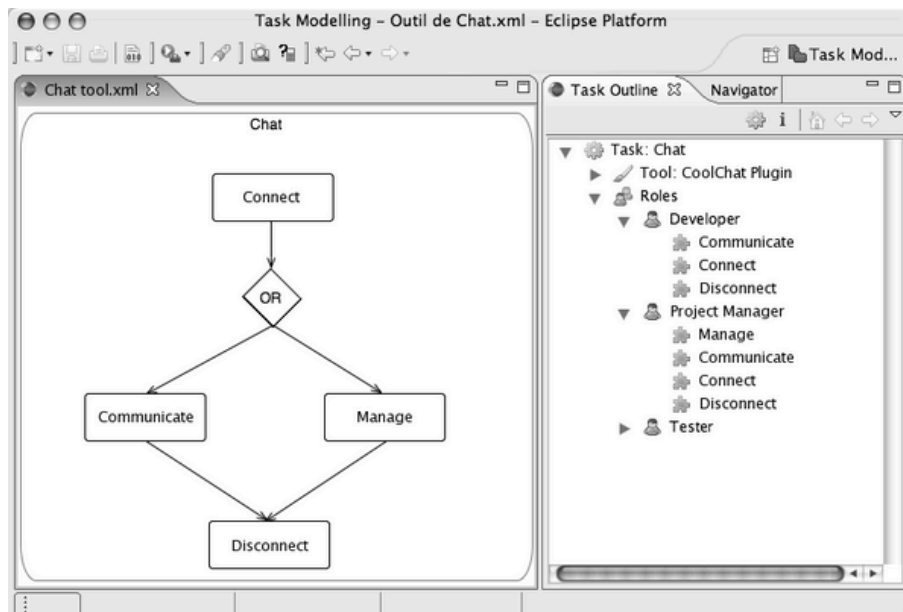 Task Modelling – Outil de Chat.xml – Eclipse Platform
Task Mod...
Chat tool.xml
Chat
Connect
OR
Communicate
Manage
Disconnect
Task Outline
Navigator
Task: Chat
Tool: CoolChat Plugin
Roles
Developer
Communicate
Connect
Disconnect
Project Manager
Manage
Communicate
Connect
Disconnect
Tester